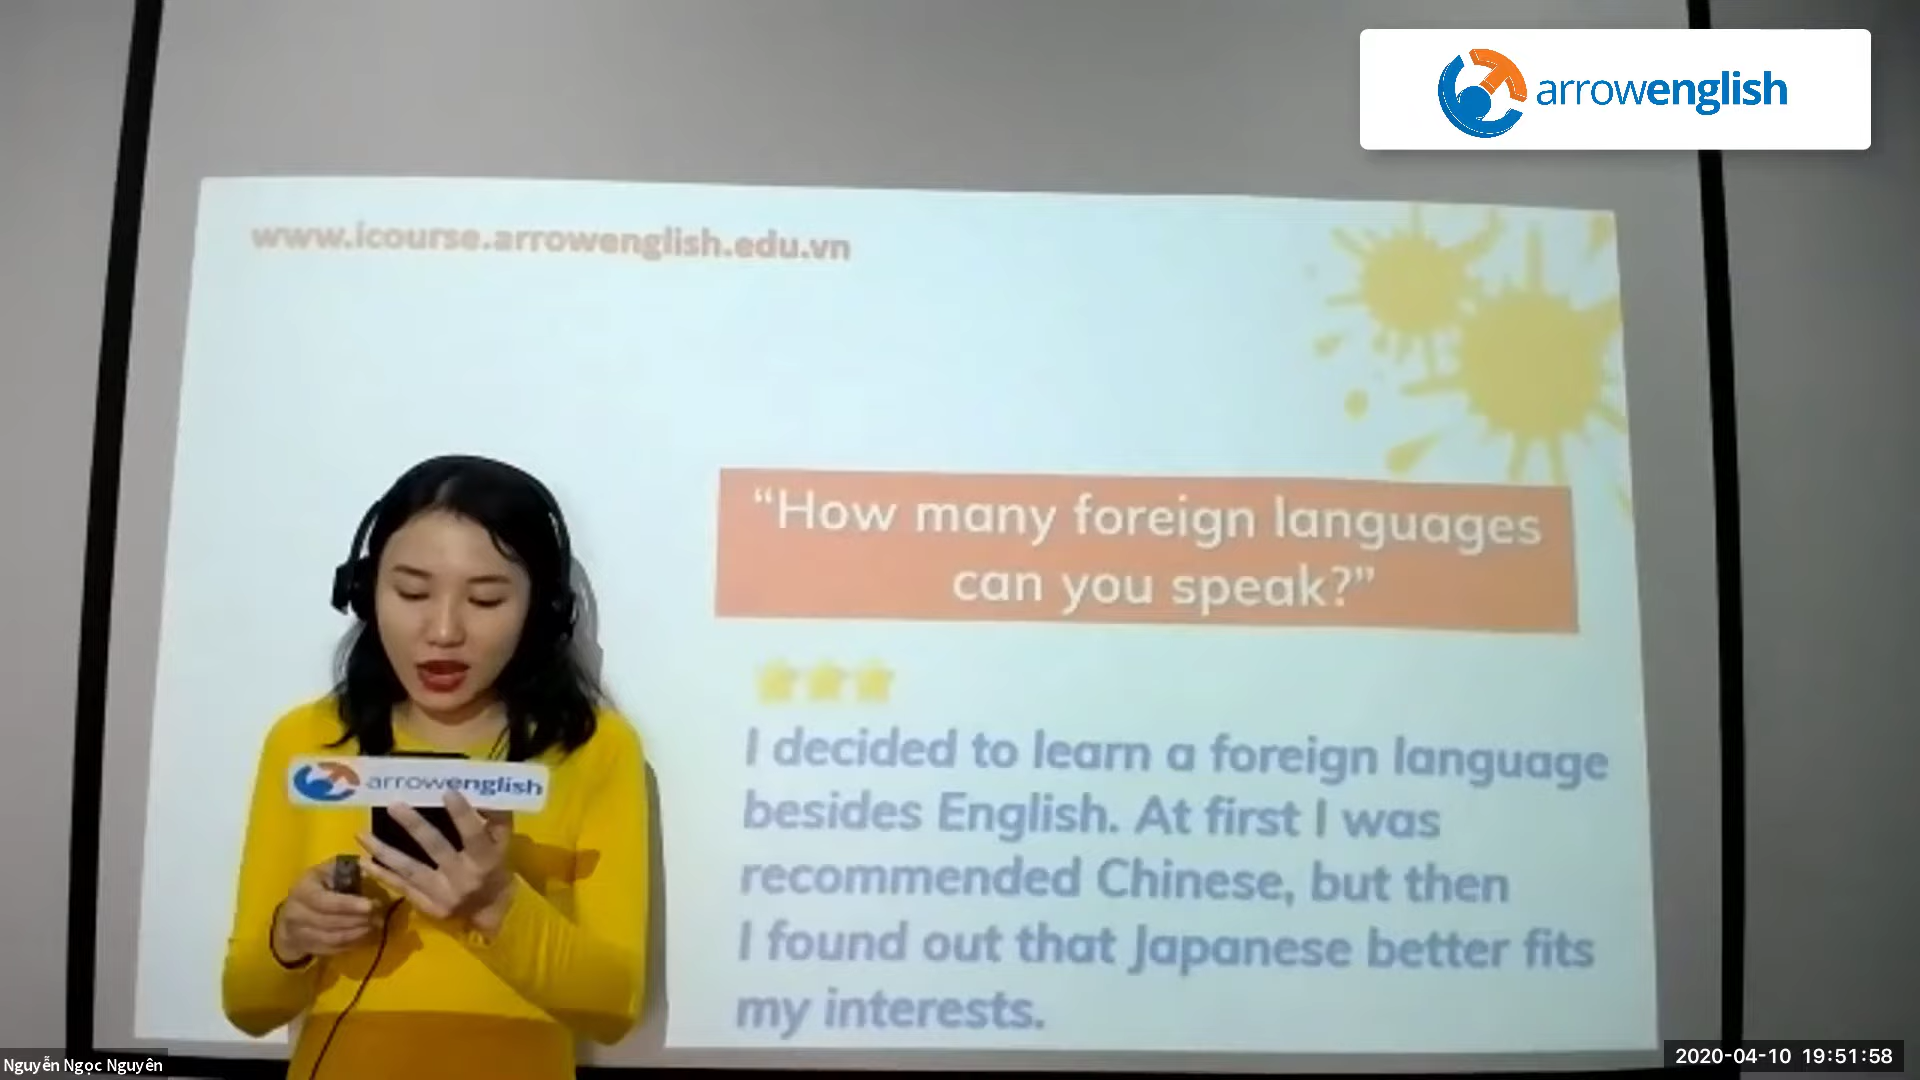 arrowenglish
www.icourse.arrowenglish.edu.vn
“How many foreign languages
can you speak?”
I decided to learn a foreign language
besides English. At first I was
recommended Chinese, but then
I found out that Japanese better fits
my interests.
arrowenglish
Nguyễn Ngọc Nguyên
2020-04-10 19:51:58